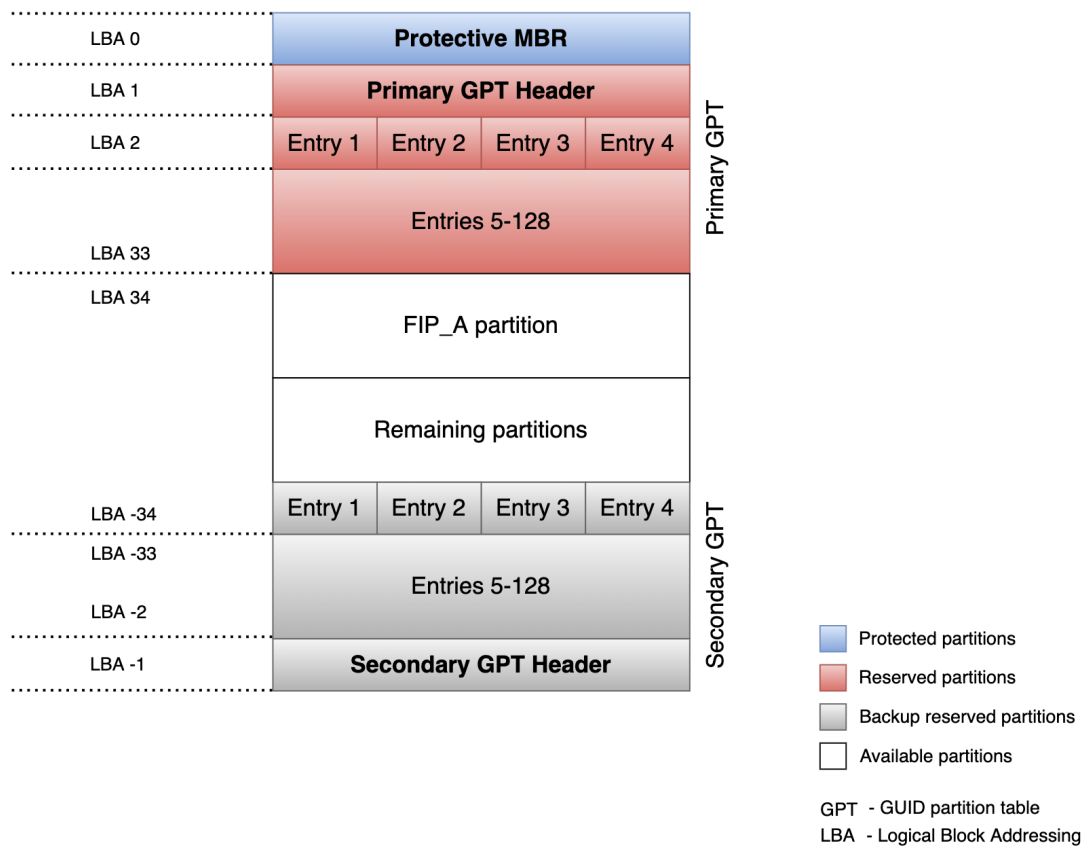 LBA 0
Protective MBR
LBA 1
Primary GPT Header
LBA 2
Entry 1
Entry 2
Entry 3
Entry 4
Primary GPT
Entries 5-128
LBA 33
LBA 34
FIP_A partition
Remaining partitions
LBA -34
Entry 1
Entry 2
Entry 3
Entry 4
LBA -33
Entries 5-128
LBA -2
Secondary GPT
LBA -1
Secondary GPT Header
Protected partitions
Reserved partitions
Backup reserved partitions
Available partitions
GPT - GUID partition table
LBA - Logical Block Addressing